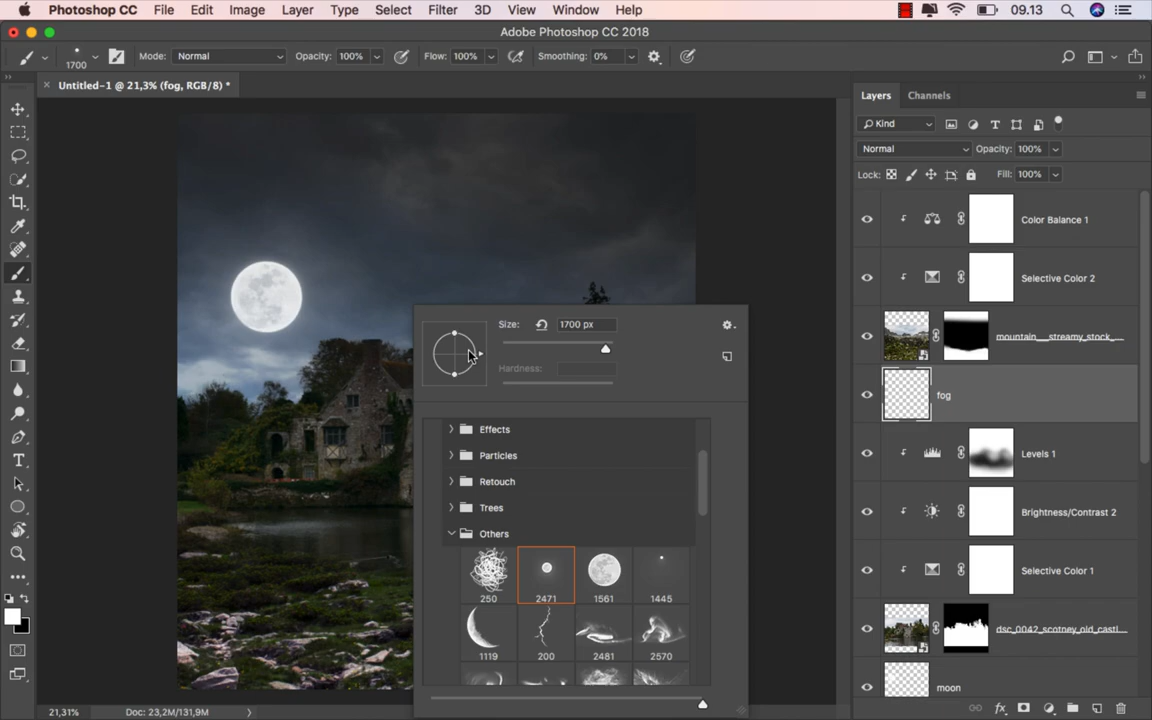 Photoshop CC File Edit Image Layer Type Select Filter 3D View Window Help 09.13
Adobe Photoshop CC 2018
1700 Mode: Normal Opacity: 100% Flow: 100% Smoothing: 0%
Untitled-1 @ 21,3% (fog, RGB/8) *
Layers Channels
Kind
Normal Opacity: 100%
Lock: Fill: 100%
Color Balance 1
Selective Color 2
mountain__streamy_stock_...
fog
Levels 1
Brightness/Contrast 2
Selective Color 1
dsc_0042_scotney_old_castl...
moon
Size: 1700 px
Hardness:
Effects
Particles
Retouch
Trees
Others
250 2471 1561 1445
1119 200 2481 2570
21,31% Doc: 23,2M/131,9M